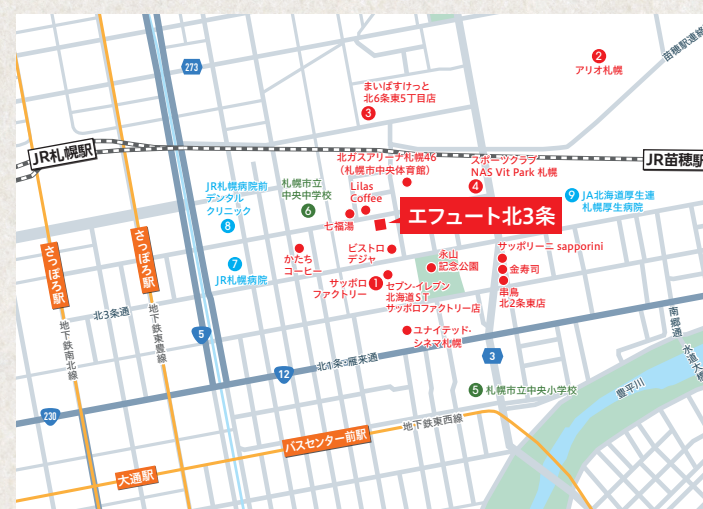 273
2
アリオ札幌
苗穂駅連絡
まいばすけっと
北6条東5丁目店
3
JR札幌駅
北ガスアリーナ札幌46
(札幌市中央体育館)
スポーツクラブ
NAS Vit Park 札幌
4
JR苗穂駅
JR札幌病院前
デンタル
クリニック
8
札幌市立
中央中学校
6
Lilas
Coffee
七福湯
エフュート北3条
9
JA北海道厚生連
札幌厚生病院
さっぽろ駅
さっぽろ駅
7
JR札幌病院
かたち
コーヒー
ビストロ
デジャ
永山
記念公園
サッポリーニ sapporini
金寿司
串鳥
北2条東店
サッポロ
ファクトリー
1
セブン-イレブン
北海道ST
サッポロファクトリー店
北3条通
地下鉄南北線
地下鉄東豊線
5
ユナイテッド・
シネマ札幌
3
南郷通
水道大橋
北1条・雁来通
12
豊平川
5
札幌市立中央小学校
230
地下鉄東西線
バスセンター前駅
大通駅